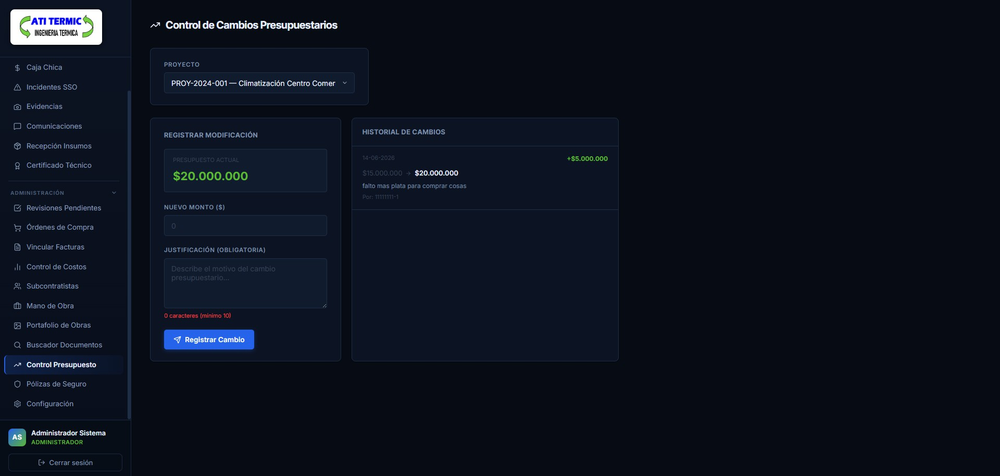 ATI TERMIC
INGENIERIA TERMICA
Caja Chica
Incidentes SSO
Evidencias
Comunicaciones
Recepción Insumos
Certificado Técnico
ADMINISTRACIÓN
Revisiones Pendientes
Órdenes de Compra
Vincular Facturas
Control de Costos
Subcontratistas
Mano de Obra
Portafolio de Obras
Buscador Documentos
Control Presupuesto
Pólizas de Seguro
Configuración
AS
Administrador Sistema
ADMINISTRADOR
Cerrar sesión
Control de Cambios Presupuestarios
PROYECTO
PROY-2024-001 — Climatización Centro Comer
REGISTRAR MODIFICACIÓN
PRESUPUESTO ACTUAL
$20.000.000
NUEVO MONTO ($)
0
JUSTIFICACIÓN (OBLIGATORIA)
Describe el motivo del cambio
presupuestario...
0 caracteres (mínimo 10)
Registrar Cambio
HISTORIAL DE CAMBIOS
14-06-2026
+$5.000.000
$15.000.000 → $20.000.000
falto mas plata para comprar cosas
Por: 11111111-1